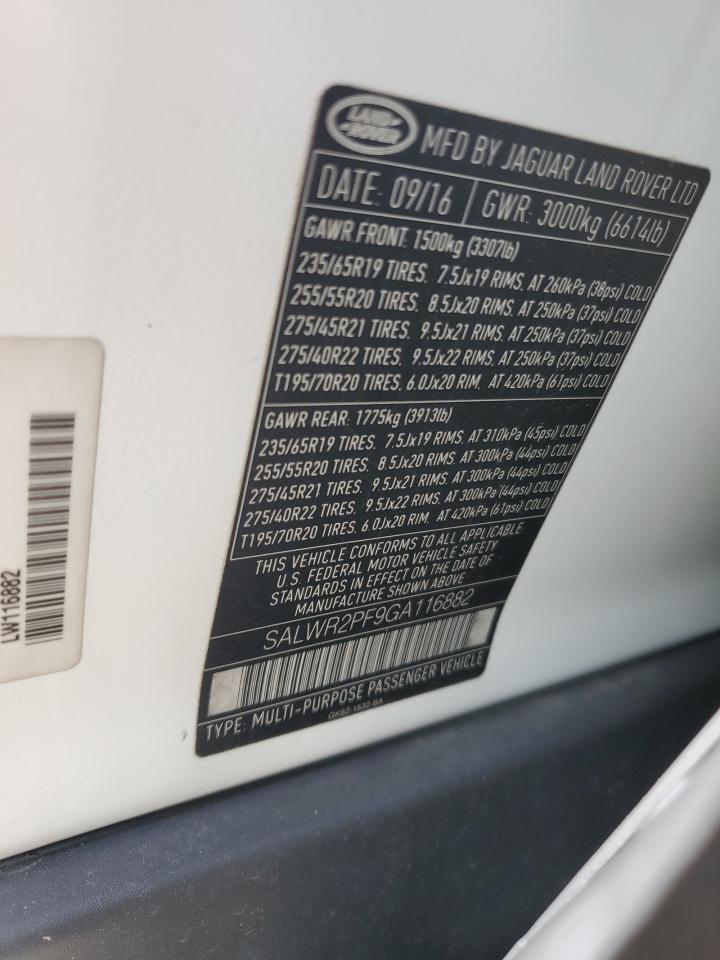 LAND ROVER
MFD BY JAGUAR LAND ROVER LTD
DATE: 09/16
GWR: 3000kg (6614lb)
GAWR FRONT: 1500kg (3307lb)
235/65R19 TIRES. 7.5Jx19 RIMS. AT 260kPa (38psi) COLD
255/55R20 TIRES. 8.5Jx20 RIMS. AT 250kPa (37psi) COLD
275/45R21 TIRES. 9.5Jx21 RIMS. AT 250kPa (37psi) COLD
275/40R22 TIRES. 9.5Jx22 RIMS. AT 250kPa (37psi) COLD
T195/70R20 TIRES. 6.0Jx20 RIM. AT 420kPa (61psi) COLD
GAWR REAR: 1775kg (3913lb)
235/65R19 TIRES. 7.5Jx19 RIMS. AT 310kPa (45psi) COLD
255/55R20 TIRES. 8.5Jx20 RIMS. AT 300kPa (44psi) COLD
275/45R21 TIRES. 9.5Jx21 RIMS. AT 300kPa (44psi) COLD
275/40R22 TIRES. 9.5Jx22 RIMS. AT 300kPa (44psi) COLD
T195/70R20 TIRES. 6.0Jx20 RIM. AT 420kPa (61psi) COLD
THIS VEHICLE CONFORMS TO ALL APPLICABLE
U.S. FEDERAL MOTOR VEHICLE SAFETY
STANDARDS IN EFFECT ON THE DATE OF
MANUFACTURE SHOWN ABOVE
SALWR2PF9GA116882
TYPE: MULTI-PURPOSE PASSENGER VEHICLE
GK62-1532-BA
LW116882